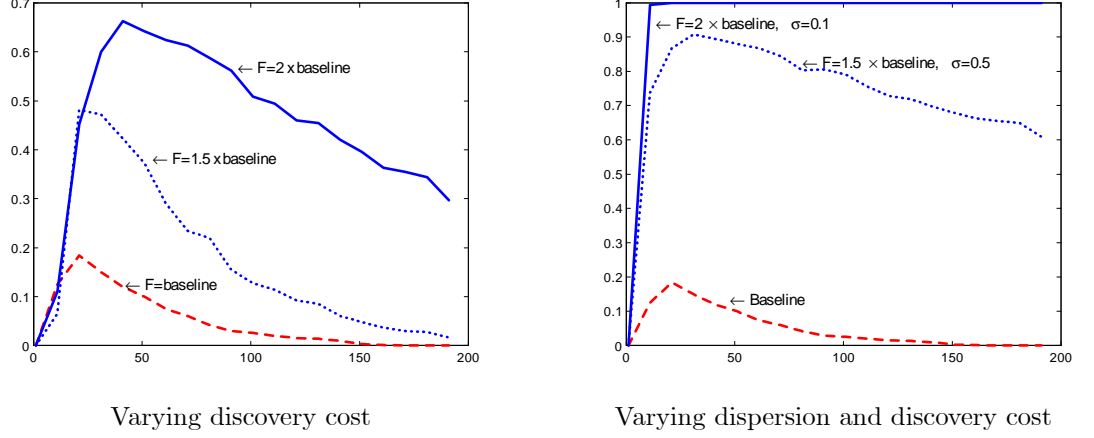 0.7
0.6
0.5
0.4
0.3
0.2
0.1
0
0 50 100 150 200
← F=2 x baseline
← F=1.5 x baseline
← F=baseline
Varying discovery cost
1
0.9
0.8
0.7
0.6
0.5
0.4
0.3
0.2
0.1
0
0 50 100 150 200
← F=2 × baseline, σ=0.1
← F=1.5 × baseline, σ=0.5
← Baseline
Varying dispersion and discovery cost